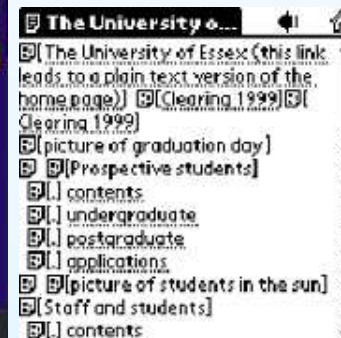 The University o...
[The University of Essex (this link
leads to a plain text version of the
home page)] [Clearing 1999][
Clearing 1999]
[picture of graduation day]
[Prospective students]
[.] contents
[.] undergraduate
[.] postgraduate
[.] applications
[picture of students in the sun]
[Staff and students]
[.] contents